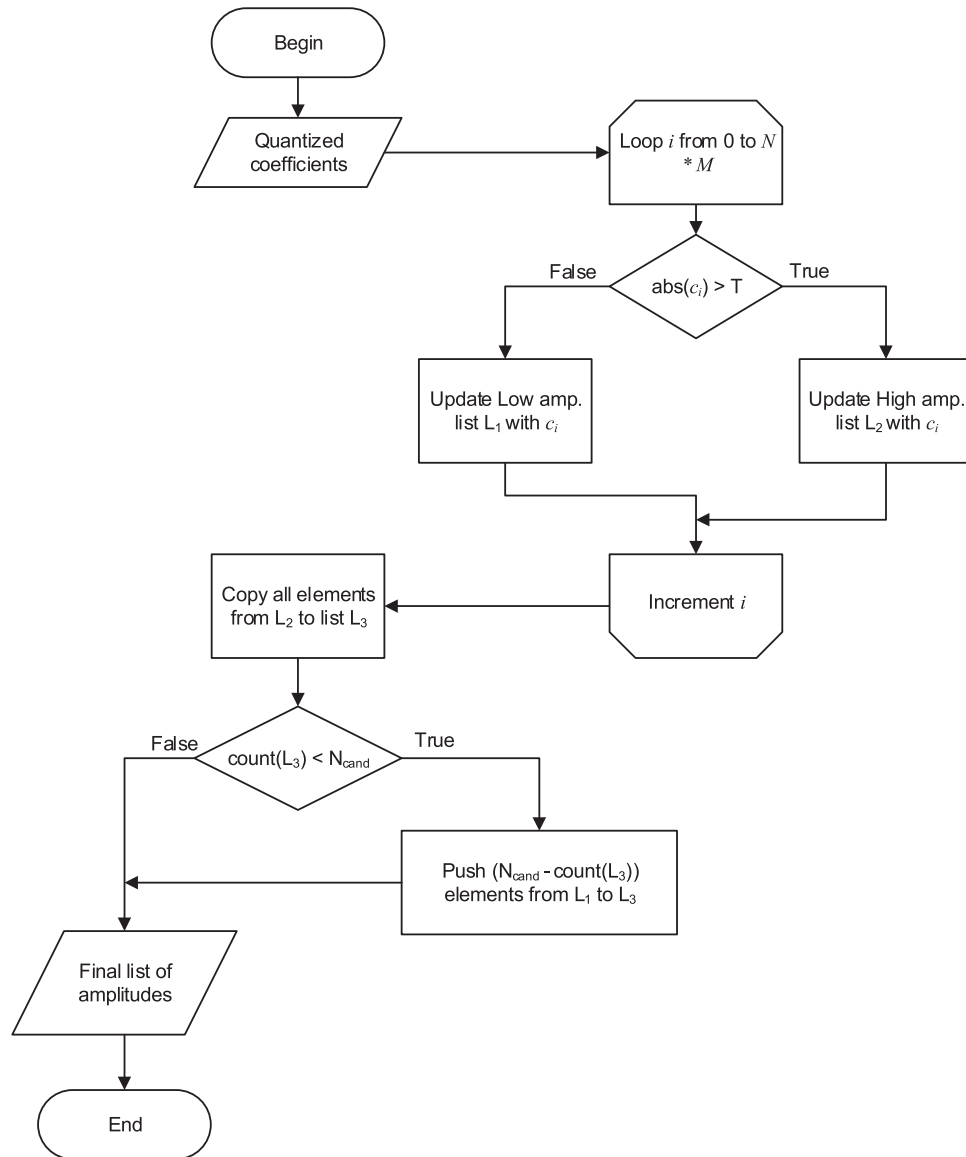 Begin
Quantized
coefficients
Loop i from 0 to N
* M
False
True
abs(cᵢ) > T
Update Low amp.
list L₁ with cᵢ
Update High amp.
list L₂ with cᵢ
Increment i
Copy all elements
from L₂ to list L₃
False
True
count(L₃) < N_cand
Push (N_cand - count(L₃))
elements from L₁ to L₃
Final list of
amplitudes
End